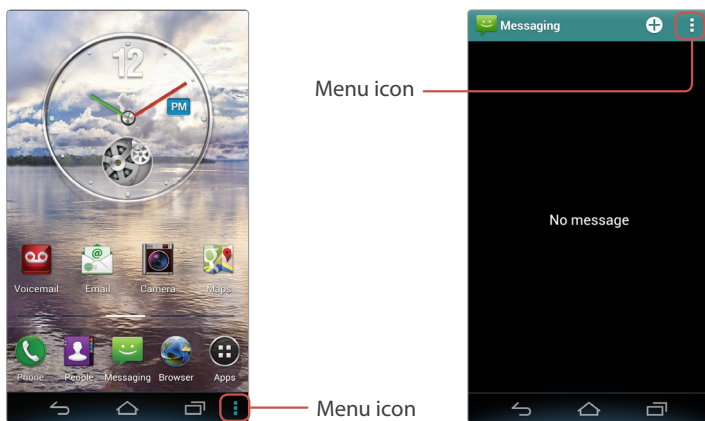 12
PM
Voicemail Email Camera Maps
Phone People Messaging Browser Apps
Menu icon
Menu icon
Messaging
No message